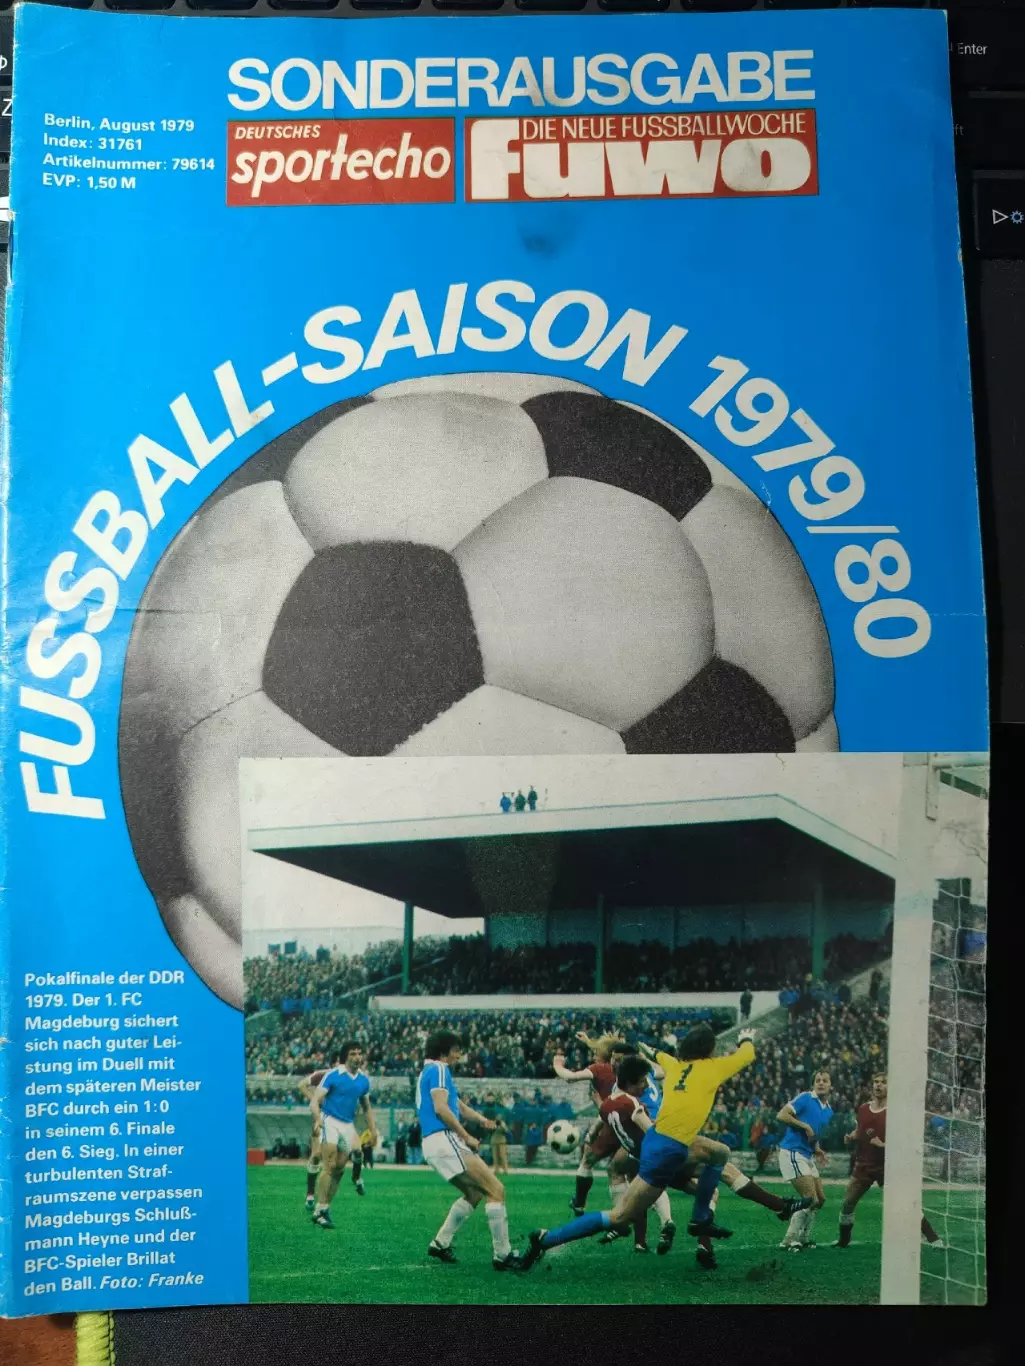 SONDERAUSGABE
Berlin, August 1979
Index: 31761
Artikelnummer: 79614
EVP: 1,50 M
DEUTSCHES
sportecho
DIE NEUE FUSSBALLWOCHE
fuwo
FUSSBALL-SAISON 1979/80
Pokalfinale der DDR
1979. Der 1. FC
Magdeburg sichert
sich nach guter Lei-
stung im Duell mit
dem späteren Meister
BFC durch ein 1:0
in seinem 6. Finale
den 6. Sieg. In einer
turbulenten Straf-
raumszene verpassen
Magdeburgs Schluß-
mann Heyne und der
BFC-Spieler Brillat
den Ball. Foto: Franke
1
Enter